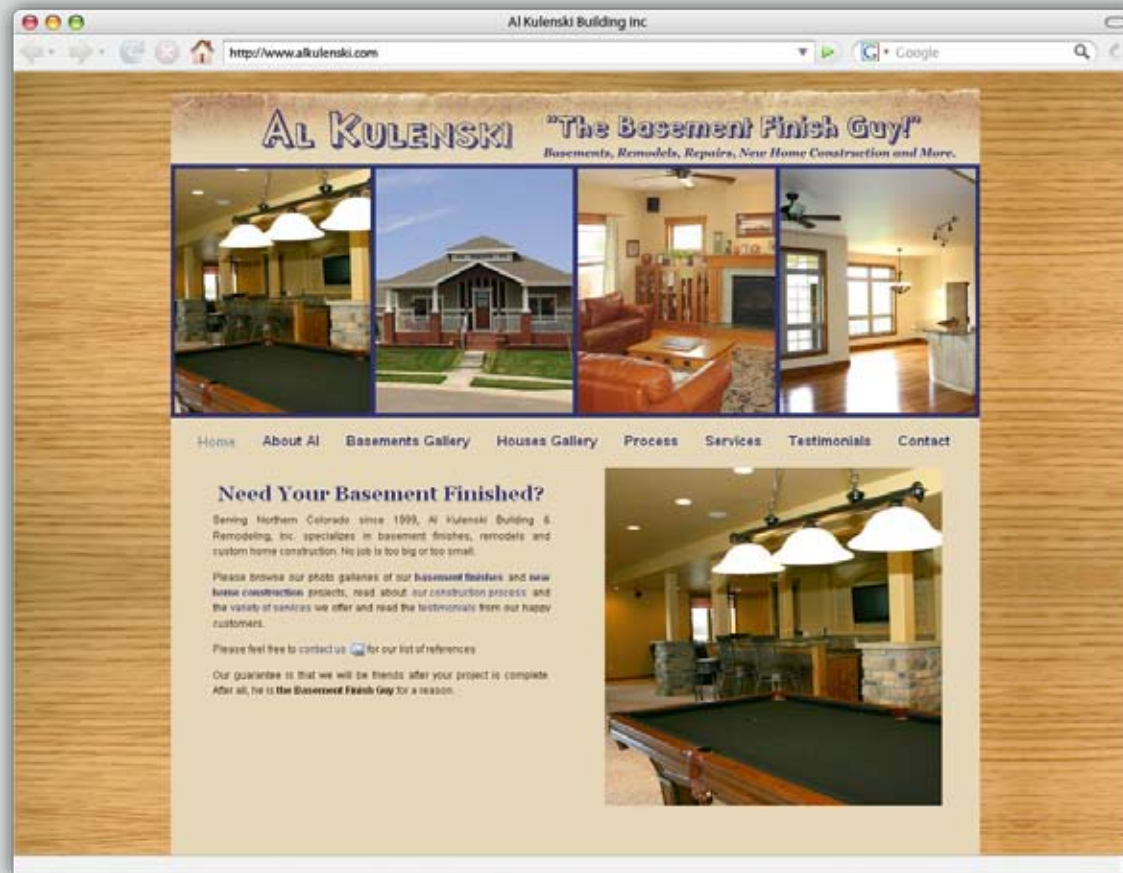 Al Kulenski Building Inc
http://www.alkulenski.com
Google
AL KULENSKI
"The Basement Finish Guy!"
Basements, Remodels, Repairs, New Home Construction and More.
Home About Al Basements Gallery Houses Gallery Process Services Testimonials Contact
Need Your Basement Finished?
Serving Northern Colorado since 1999, Al Kulenski Building &
Remodeling, Inc. specializes in basement finishes, remodels and
custom home construction. No job is too big or too small.
Please browse our photo galleries of our basement finishes and new
home construction projects, read about our construction process and
the variety of services we offer and read the testimonials from our happy
customers.
Please feel free to contact us for our list of references
Our guarantee is that we will be friends after your project is complete.
After all, he is the Basement Finish Guy for a reason.